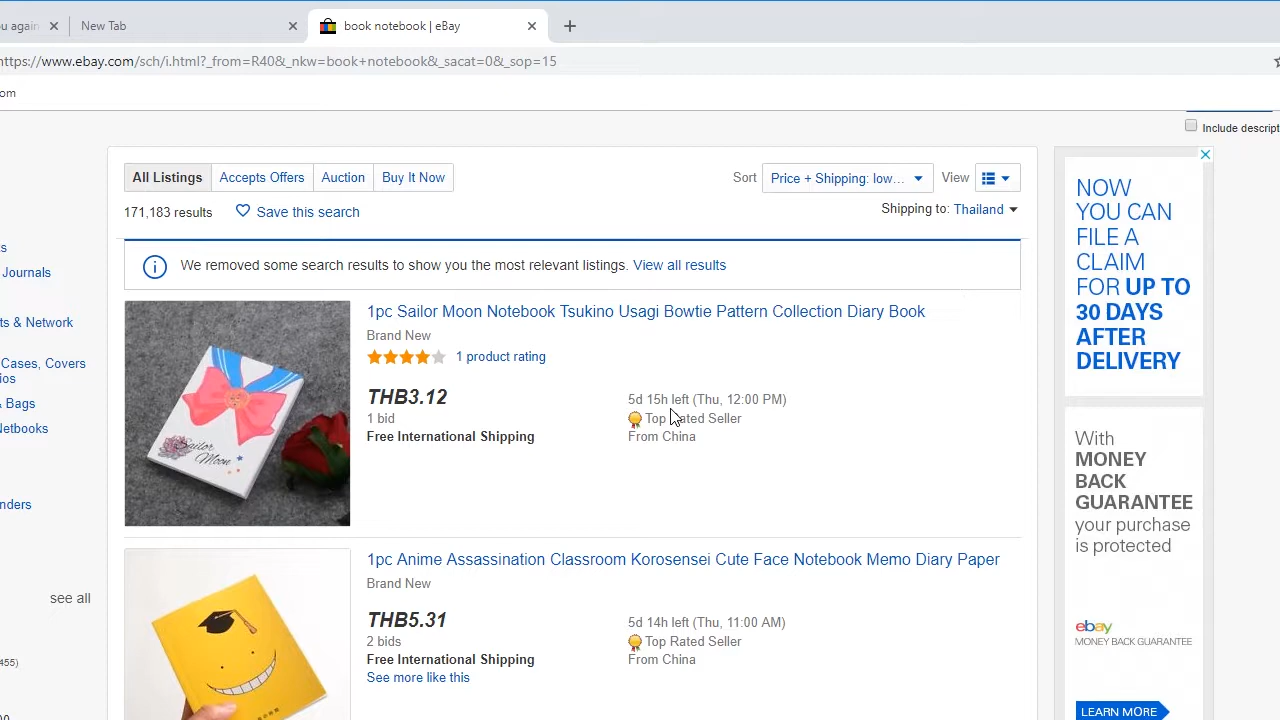 ou again
New Tab
book notebook | eBay
https://www.ebay.com/sch/i.html?_from=R40&_nkw=book+notebook&_sacat=0&_sop=15
om
Include descript
All Listings
Accepts Offers
Auction
Buy It Now
Sort
Price + Shipping: low...
View
171,183 results
Save this search
Shipping to: Thailand
We removed some search results to show you the most relevant listings. View all results
s
Journals
ts & Network
Cases, Covers
ios
& Bags
Netbooks
nders
see all
455)
1pc Sailor Moon Notebook Tsukino Usagi Bowtie Pattern Collection Diary Book
Brand New
1 product rating
THB3.12
5d 15h left (Thu, 12:00 PM)
1 bid
Top Rated Seller
Free International Shipping
From China
Sailor
Moon
1pc Anime Assassination Classroom Korosensei Cute Face Notebook Memo Diary Paper
Brand New
THB5.31
5d 14h left (Thu, 11:00 AM)
2 bids
Top Rated Seller
Free International Shipping
From China
See more like this
NOW
YOU CAN
FILE A
CLAIM
FOR UP TO
30 DAYS
AFTER
DELIVERY
With
MONEY
BACK
GUARANTEE
your purchase
is protected
ebay
MONEY BACK GUARANTEE
LEARN MORE